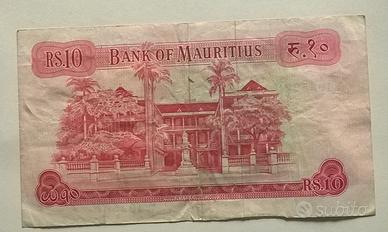 RS.10 BANK OF MAURITIUS रु.१०
RS.10
subito